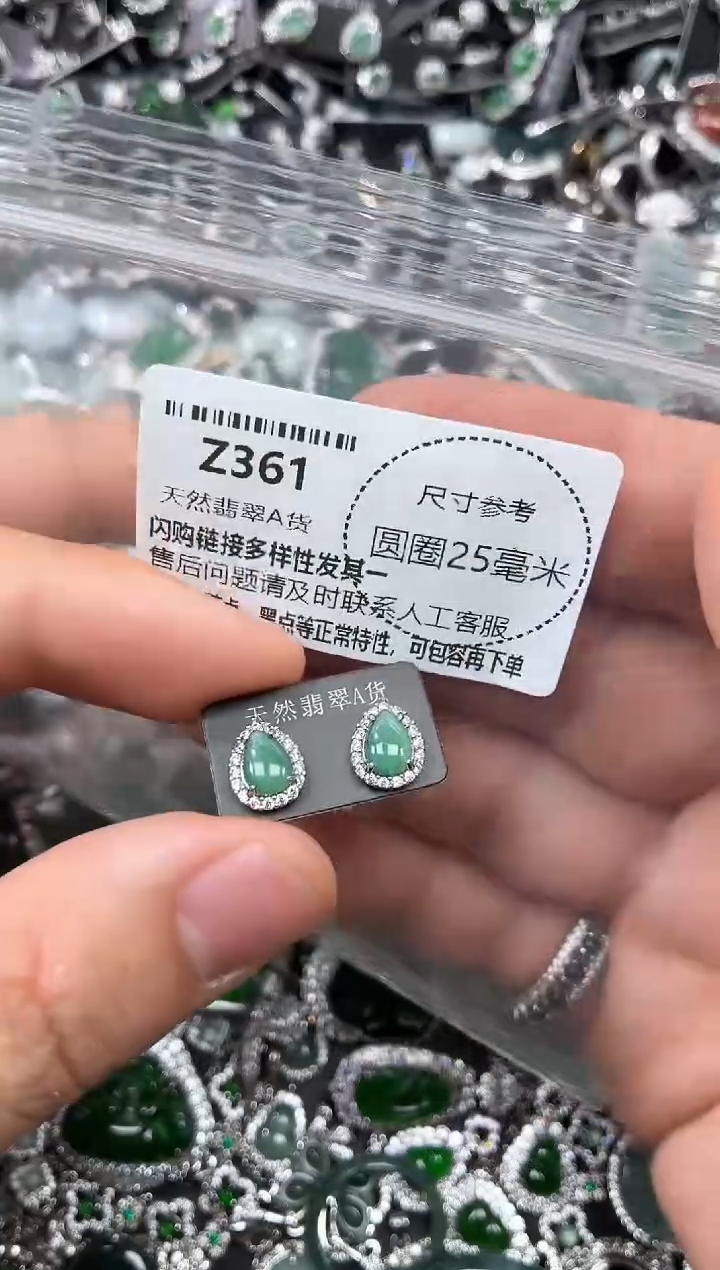 Z361
天然翡翠A货
闪购链接多样性发其一
售后问题请及时联系人工客服
黑点等正常特性，可包容再下单
尺寸参考
圆圈25毫米
天然翡翠A货